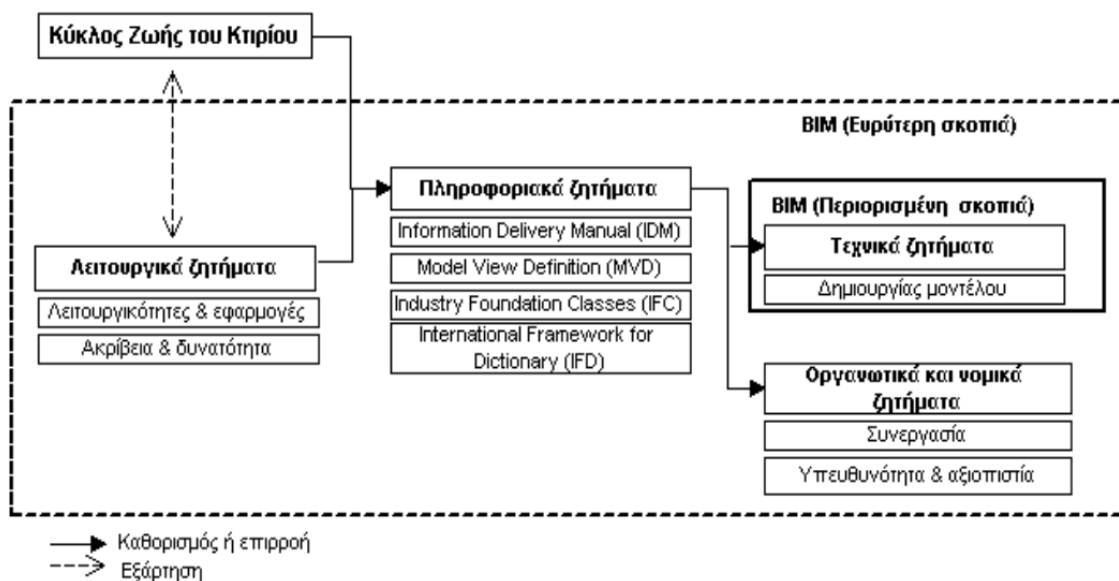 Κύκλος Ζωής του Κτιρίου
BIM (Ευρύτερη σκοπιά)
Λειτουργικά ζητήματα
Λειτουργικότητες & εφαρμογές
Ακρίβεια & δυνατότητα
Πληροφοριακά ζητήματα
Information Delivery Manual (IDM)
Model View Definition (MVD)
Industry Foundation Classes (IFC)
International Framework for
Dictionary (IFD)
BIM (Περιορισμένη σκοπιά)
Τεχνικά ζητήματα
Δημιουργίας μοντέλου
Οργανωτικά και νομικά
ζητήματα
Συνεργασία
Υπευθυνότητα & αξιοπιστία
Καθορισμός ή επιρροή
Εξάρτηση